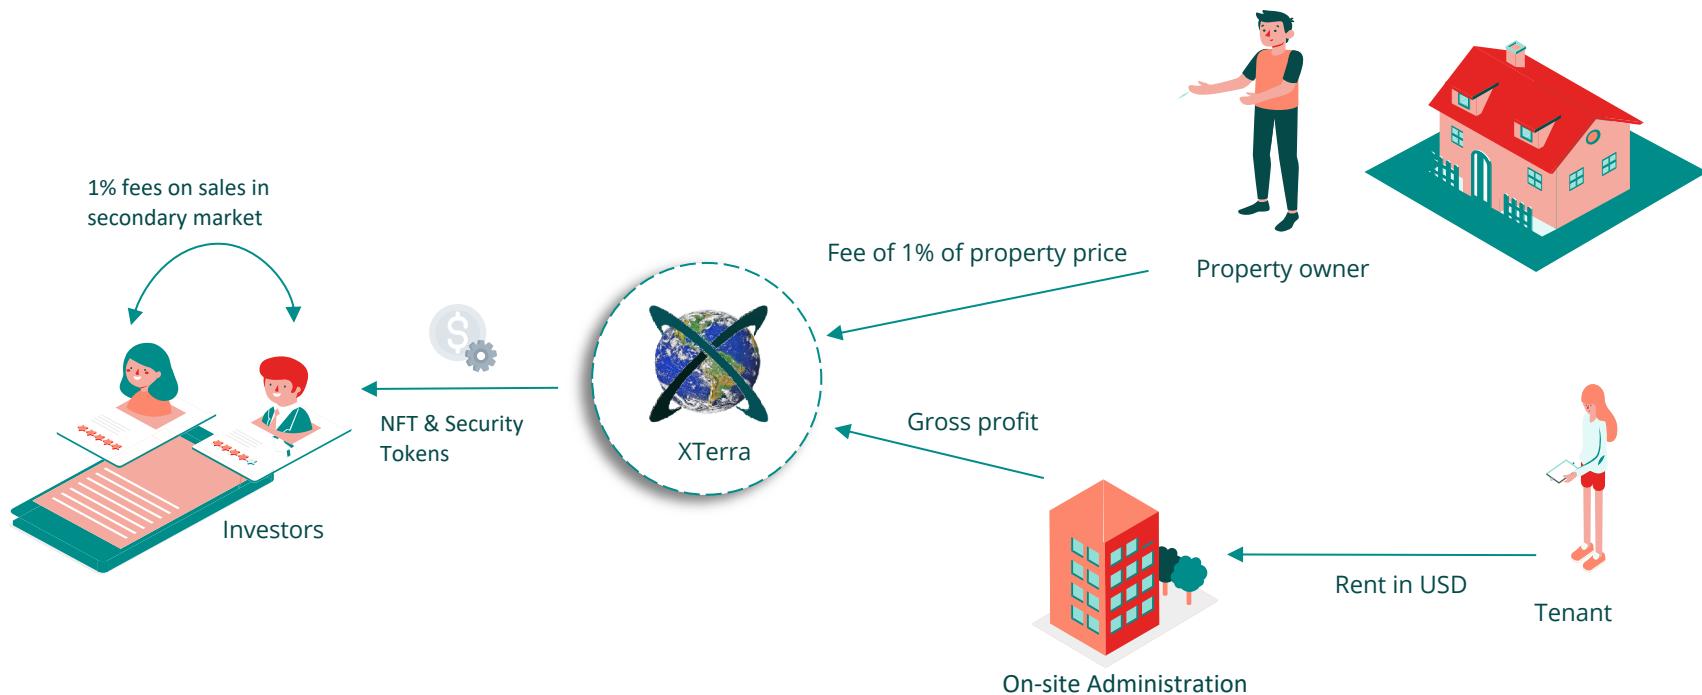 1% fees on sales in
secondary market
Fee of 1% of property price
Property owner
NFT & Security
Tokens
XTerra
Gross profit
Investors
Rent in USD
Tenant
On-site Administration